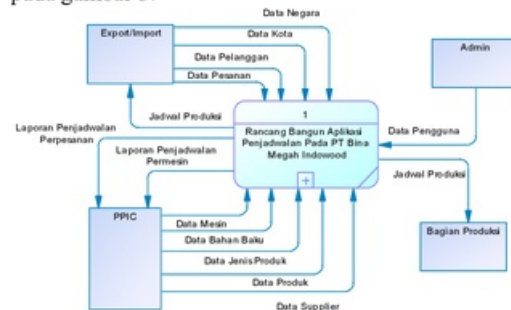 Data Negara
Export/Import
Data Kota
Admin
Data Pelanggan
Data Pesanan
Jadwal Produksi
1
Rancang Bangun Aplikasi
Penjadwalan Pada PT Bina
Megah Indowood
Data Pengguna
Laporan Penjadwalan
Perpesanan
Laporan Penjadwalan
Permesin
Jadwal Produksi
PPIC
Data Mesin
Bagian Produksi
Data Bahan Baku
Data JenisProduk
Data Produk
Data Supplier